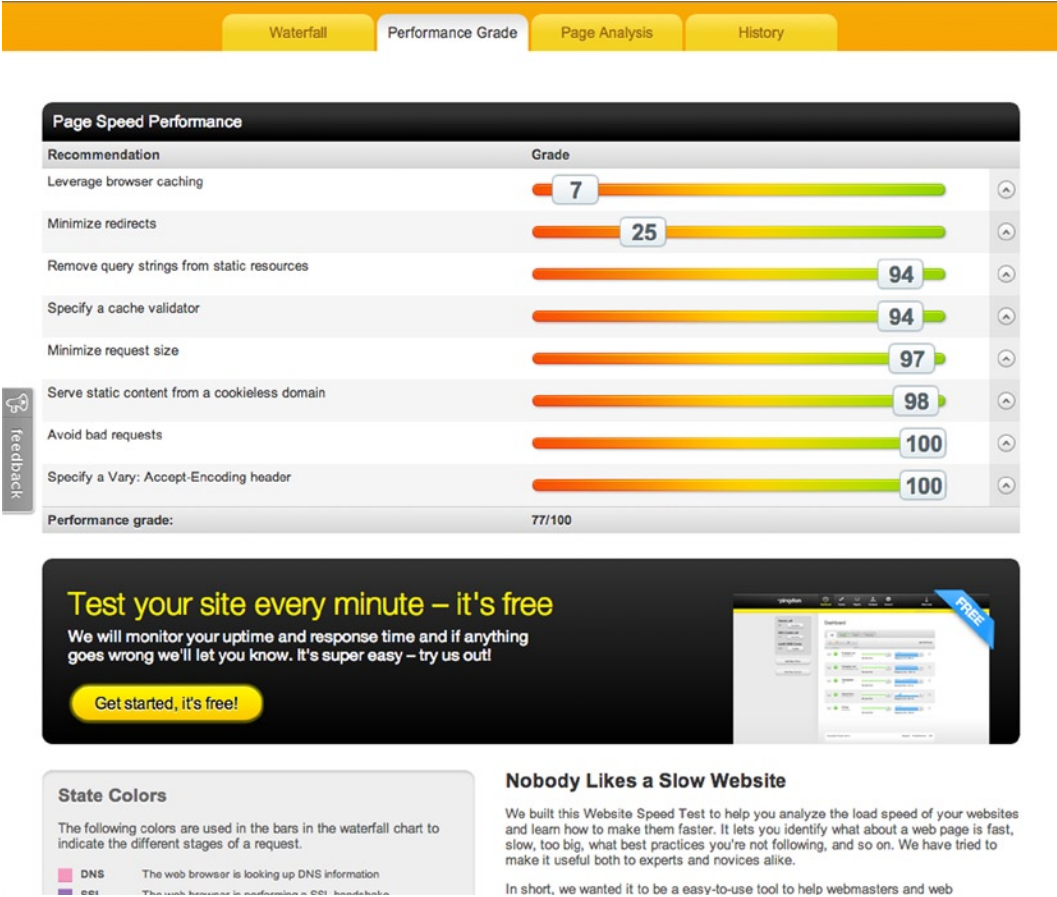 Waterfall
Performance Grade
Page Analysis
History
Page Speed Performance
Recommendation Grade
Leverage browser caching 7
Minimize redirects 25
Remove query strings from static resources 94
Specify a cache validator 94
Minimize request size 97
Serve static content from a cookieless domain 98
Avoid bad requests 100
Specify a Vary: Accept-Encoding header 100
Performance grade: 77/100
feedback
Test your site every minute – it's free
We will monitor your uptime and response time and if anything
goes wrong we'll let you know. It's super easy – try us out!
Get started, it's free!
pingdom
Dashboard
FREE
State Colors
The following colors are used in the bars in the waterfall chart to
indicate the different stages of a request.
DNS The web browser is looking up DNS information
SSL The web browser is performing a SSL handshake
Nobody Likes a Slow Website
We built this Website Speed Test to help you analyze the load speed of your websites
and learn how to make them faster. It lets you identify what about a web page is fast,
slow, too big, what best practices you're not following, and so on. We have tried to
make it useful both to experts and novices alike.
In short, we wanted it to be a easy-to-use tool to help webmasters and web